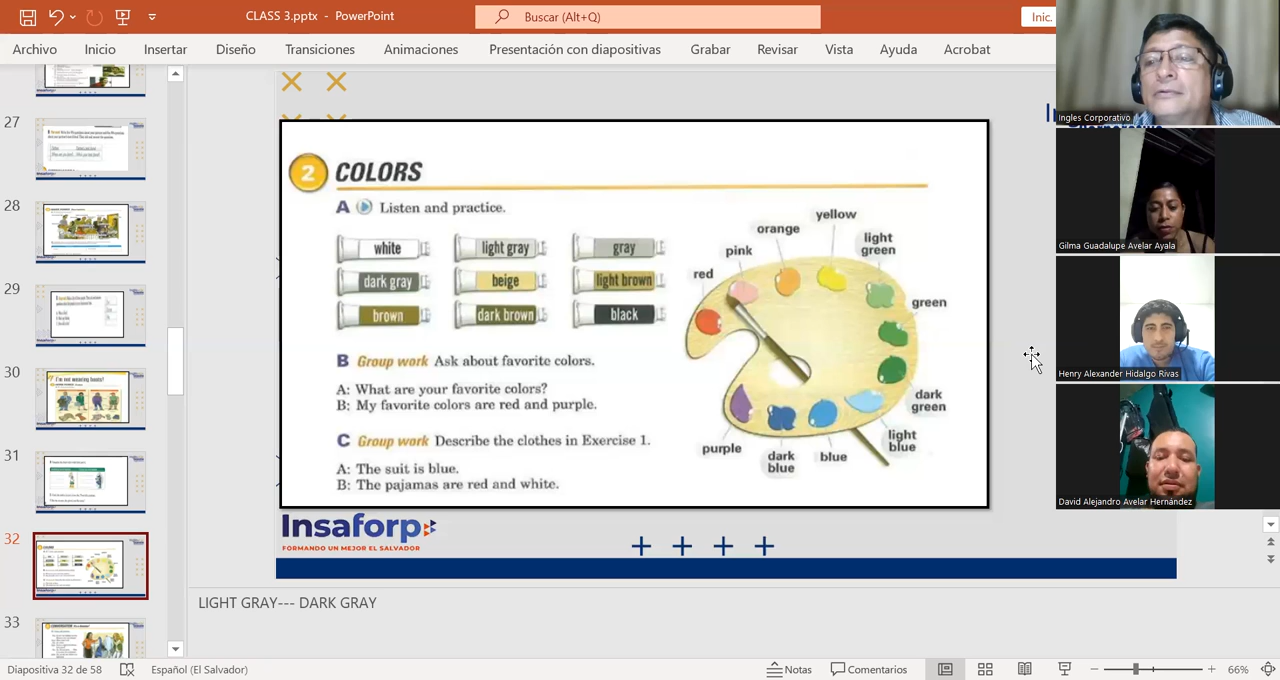 CLASS 3.pptx - PowerPoint
Buscar (Alt+Q)
Inic.
Archivo
Inicio
Insertar
Diseño
Transiciones
Animaciones
Presentación con diapositivas
Grabar
Revisar
Vista
Ayuda
Acrobat
27
28
29
30
31
32
33
2 COLORS
A Listen and practice.
white
light gray
gray
dark gray
beige
light brown
brown
dark brown
black
B Group work Ask about favorite colors.
A: What are your favorite colors?
B: My favorite colors are red and purple.
C Group work Describe the clothes in Exercise 1.
A: The suit is blue.
B: The pajamas are red and white.
red
pink
orange
yellow
light
green
green
dark
green
light
blue
blue
dark
blue
purple
Insaforp
FORMANDO UN MEJOR EL SALVADOR
LIGHT GRAY--- DARK GRAY
Ingles Corporativo
Gilma Guadalupe Avelar Ayala
Henry Alexander Hidalgo Rivas
David Alejandro Avelar Hernández
Diapositiva 32 de 58
Español (El Salvador)
Notas
Comentarios
66%